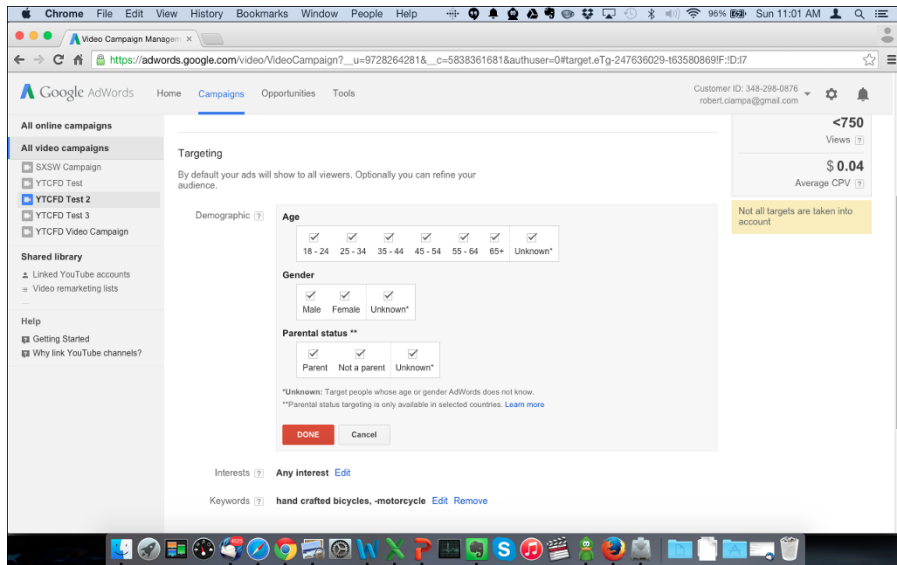 Chrome File Edit View History Bookmarks Window People Help 96% Sun 11:01 AM
Video Campaign Managem ×
https://adwords.google.com/video/VideoCampaign?__u=9728264281&__c=5838361681&authuser=0#target.eTg-247636029-t63580869!F:!D:I7
Google AdWords Home Campaigns Opportunities Tools
Customer ID: 348-298-0876
robert.ciampa@gmail.com
All online campaigns
All video campaigns
SXSW Campaign
YTCFD Test
YTCFD Test 2
YTCFD Test 3
YTCFD Video Campaign
Shared library
Linked YouTube accounts
Video remarketing lists
Help
Getting Started
Why link YouTube channels?
Targeting
By default your ads will show to all viewers. Optionally you can refine your
audience.
Demographic ?
Age
18 - 24 25 - 34 35 - 44 45 - 54 55 - 64 65+ Unknown*
Gender
Male Female Unknown*
Parental status **
Parent Not a parent Unknown*
*Unknown: Target people whose age or gender AdWords does not know.
**Parental status targeting is only available in selected countries. Learn more
DONE Cancel
Interests ? Any interest Edit
Keywords ? hand crafted bicycles, -motorcycle Edit Remove
<750
Views ?
$ 0.04
Average CPV ?
Not all targets are taken into
account